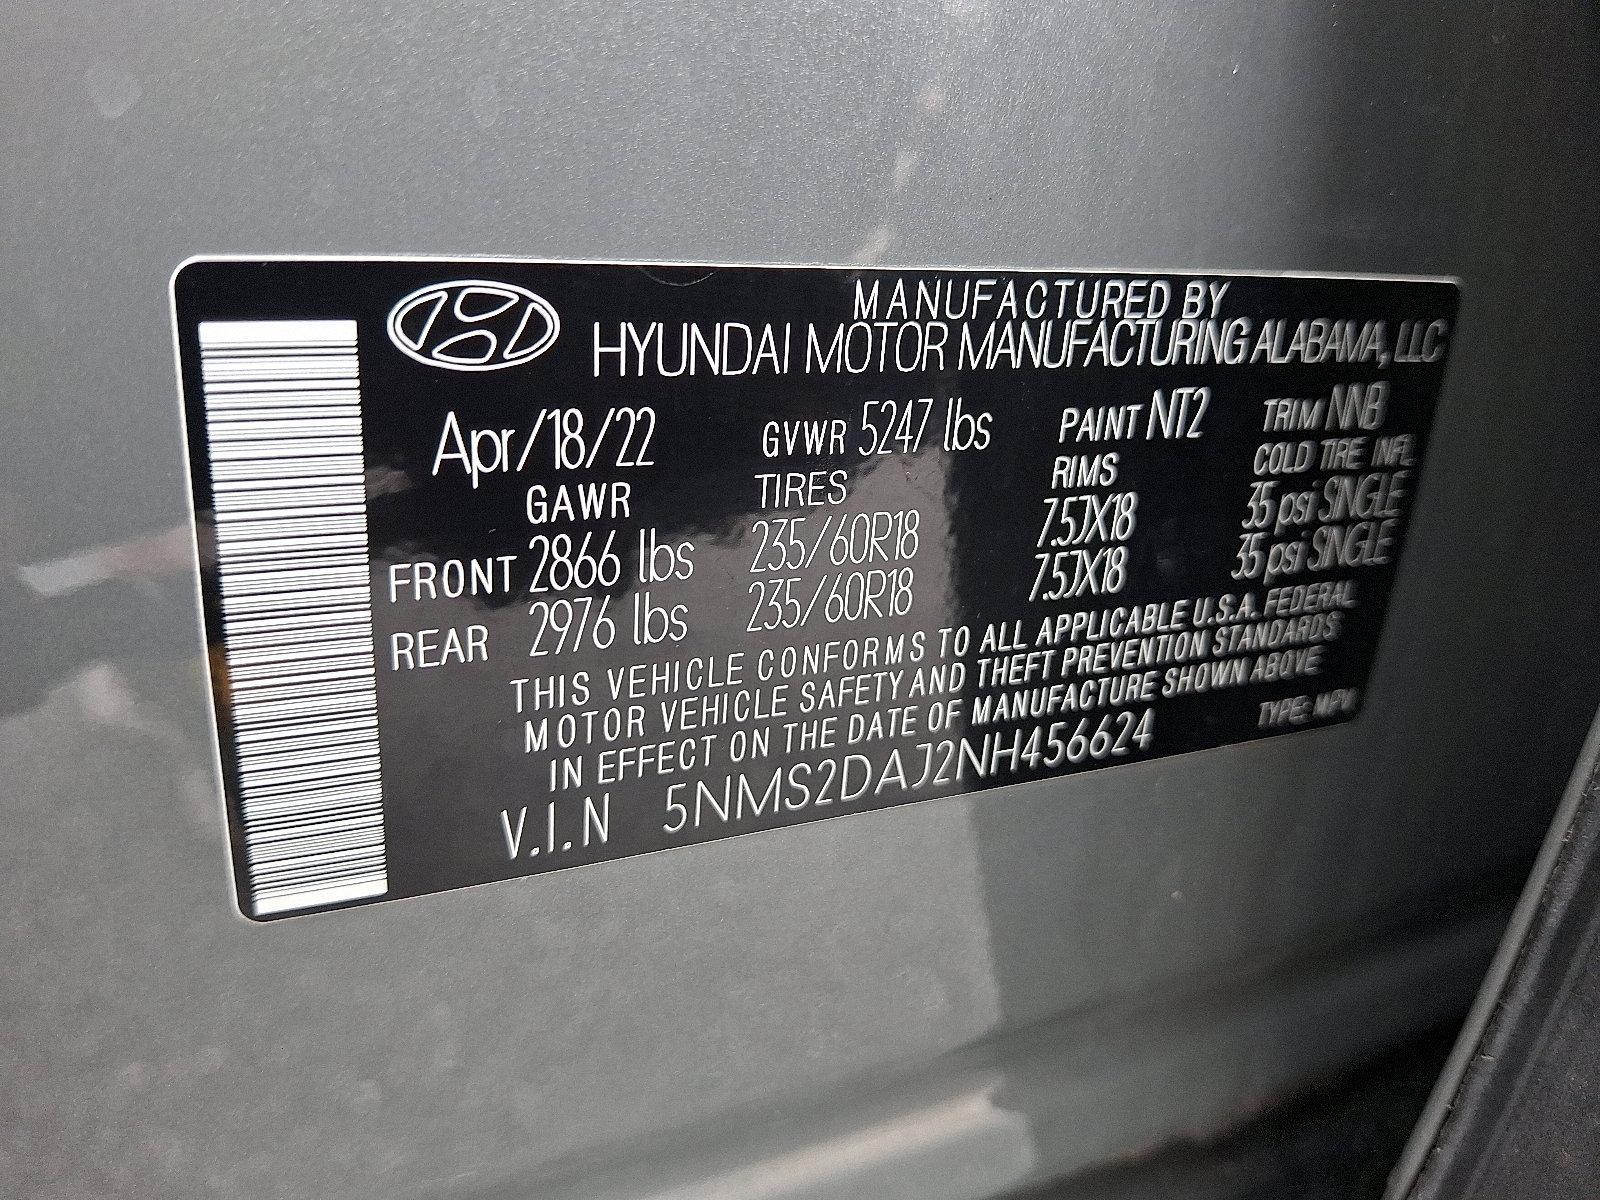 MANUFACTURED BY
HYUNDAI MOTOR MANUFACTURING ALABAMA, LLC
Apr/18/22 GVWR 5247 lbs PAINT NT2 TRIM NNB
GAWR TIRES RIMS COLD TIRE INFL
FRONT 2866 lbs 235/60R18 7.5JX18 35 psi SINGLE
REAR 2976 lbs 235/60R18 7.5JX18 35 psi SINGLE
THIS VEHICLE CONFORMS TO ALL APPLICABLE U.S.A. FEDERAL
MOTOR VEHICLE SAFETY AND THEFT PREVENTION STANDARDS
IN EFFECT ON THE DATE OF MANUFACTURE SHOWN ABOVE
V.I.N 5NMS2DAJ2NH456624 TYPE: MPV